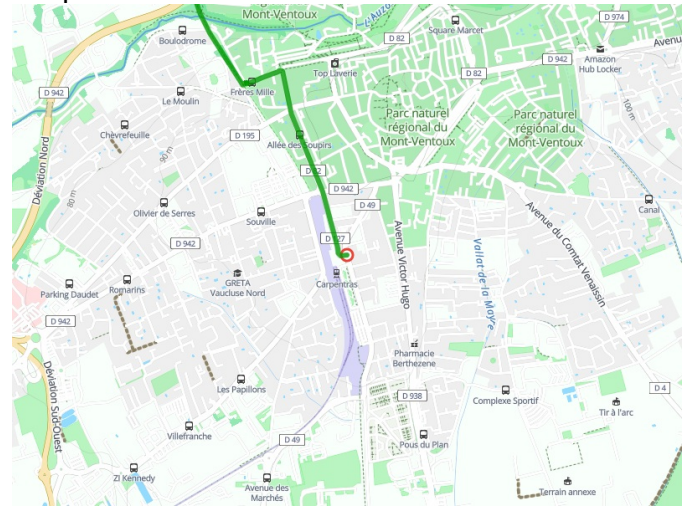 Mont-Ventoux
L'Auzon
Boulodrome
Square Marcet
D 974
D 82
Avenu
D 942
Amazon
Hub Locker
Top Laverie
D 82
D 942
Frères Mille
Le Moulin
Parc naturel
régional du
Mont-Ventoux
Parc naturel
régional du
Mont-Ventoux
100 m
Chèvrefeuille
D 195
Allée des Soupirs
Déviation Nord
90 m
80 m
D 942
D 49
Olivier de Serres
Souville
Canal
D 942
Avenue Victor Hugo
Avenue du Comtat Venaissin
Vallat de la Mayre
Parking Daudet
Romarins
GRETA
Vaucluse Nord
Carpentras
D 942
Pharmacie
Berthezene
Déviation Sud-Ouest
Les Papillons
D 938
Complexe Sportif
D 4
Tir à l'arc
Villefranche
D 49
Pous du Plan
ZI Kennedy
Avenue des
Marchés
Terrain annexe